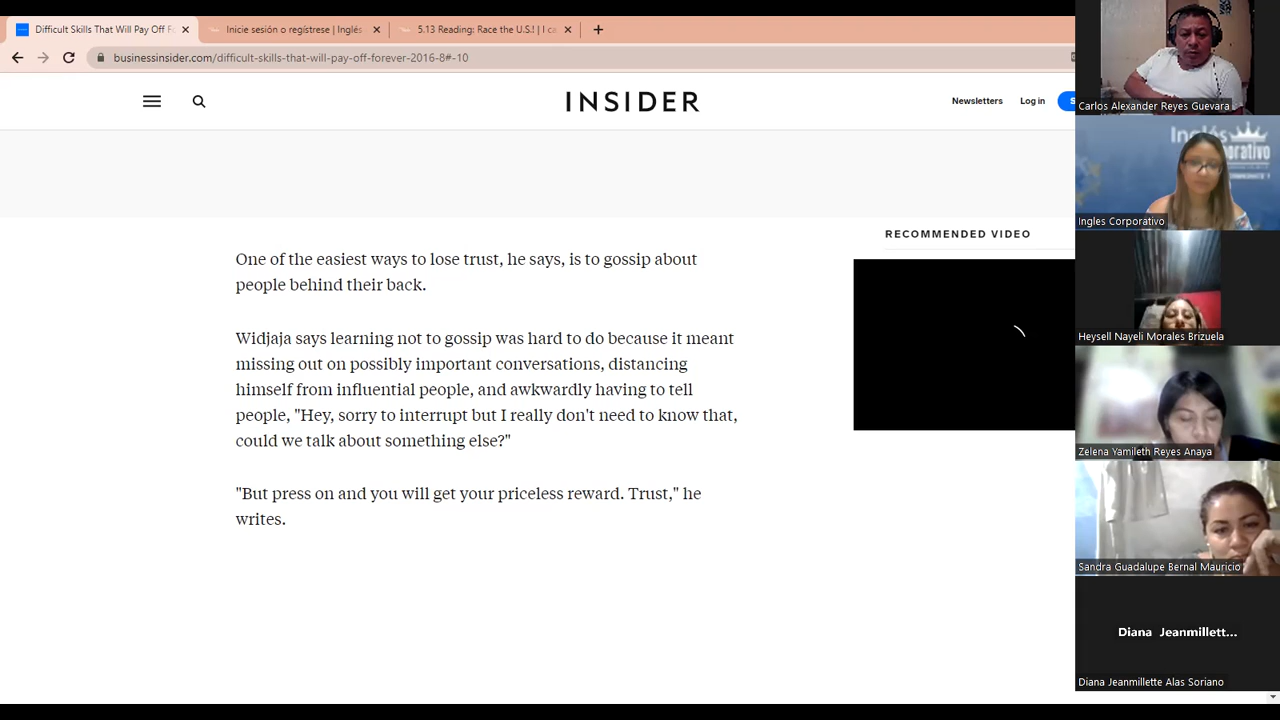 Difficult Skills That Will Pay Off F
Inicie sesión o regístrese | Inglés
5.13 Reading: Race the U.S.! | I ca
businessinsider.com/difficult-skills-that-will-pay-off-forever-2016-8#-10
INSIDER
Newsletters
Log in
S
RECOMMENDED VIDEO
One of the easiest ways to lose trust, he says, is to gossip about
people behind their back.
Widjaja says learning not to gossip was hard to do because it meant
missing out on possibly important conversations, distancing
himself from influential people, and awkwardly having to tell
people, "Hey, sorry to interrupt but I really don't need to know that,
could we talk about something else?"
"But press on and you will get your priceless reward. Trust," he
writes.
Carlos Alexander Reyes Guevara
Inglés
orporativo
Ingles Corporativo
Heysell Nayeli Morales Brizuela
Zelena Yamileth Reyes Anaya
Sandra Guadalupe Bernal Mauricio
Diana Jeanmillett...
Diana Jeanmillette Alas Soriano